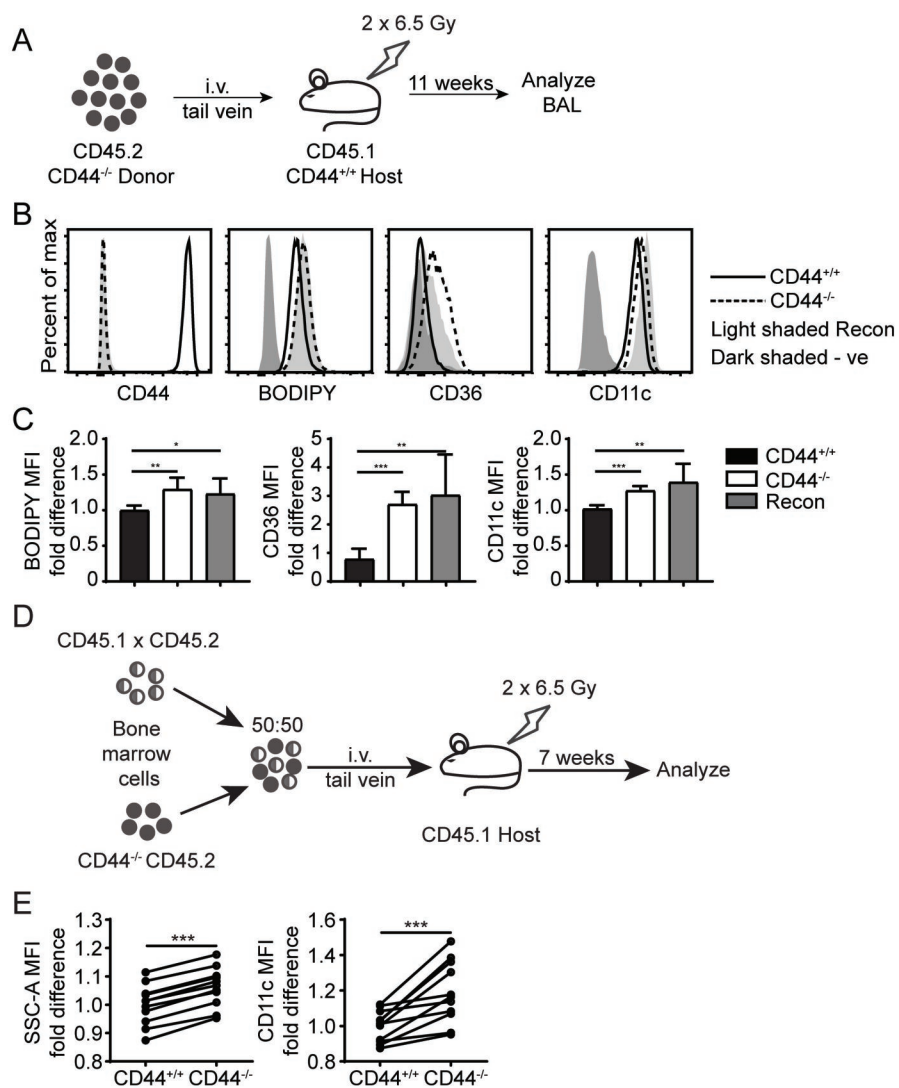 A
2 x 6.5 Gy
i.v.
tail vein
11 weeks
Analyze
BAL
CD45.2
CD44-/- Donor
CD45.1
CD44+/+ Host
B
Percent of max
CD44
BODIPY
CD36
CD11c
CD44+/+
CD44-/-
Light shaded Recon
Dark shaded - ve
C
BODIPY MFI
fold difference
2.0
1.5
1.0
0.5
0
*
**
CD36 MFI
fold difference
5
4
3
2
1
0
**
***
CD11c MFI
fold difference
2.0
1.5
1.0
0.5
0
**
***
CD44+/+
CD44-/-
Recon
D
CD45.1 x CD45.2
Bone
marrow
cells
CD44-/- CD45.2
50:50
i.v.
tail vein
2 x 6.5 Gy
CD45.1 Host
7 weeks
Analyze
E
SSC-A MFI
fold difference
1.3
1.2
1.1
1.0
0.9
0.8
***
CD44+/+ CD44-/-
CD11c MFI
fold difference
1.6
1.4
1.2
1.0
0.8
***
CD44+/+ CD44-/-